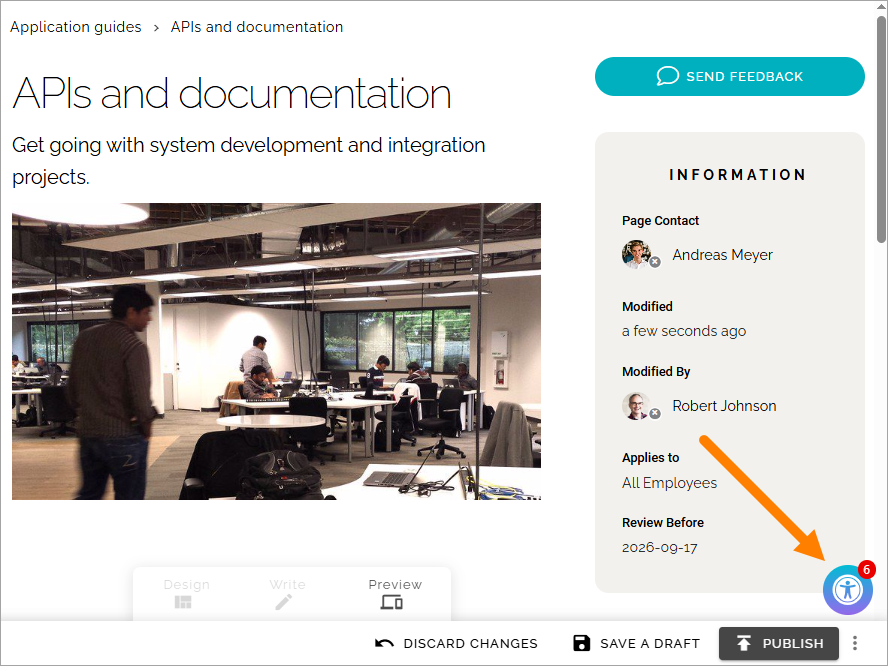 Application guides › APIs and documentation
SEND FEEDBACK
APIs and documentation
Get going with system development and integration
projects.
INFORMATION
Page Contact
Andreas Meyer
Modified
a few seconds ago
Modified By
Robert Johnson
Applies to
All Employees
Review Before
2026-09-17
6
Design Write Preview
DISCARD CHANGES SAVE A DRAFT PUBLISH